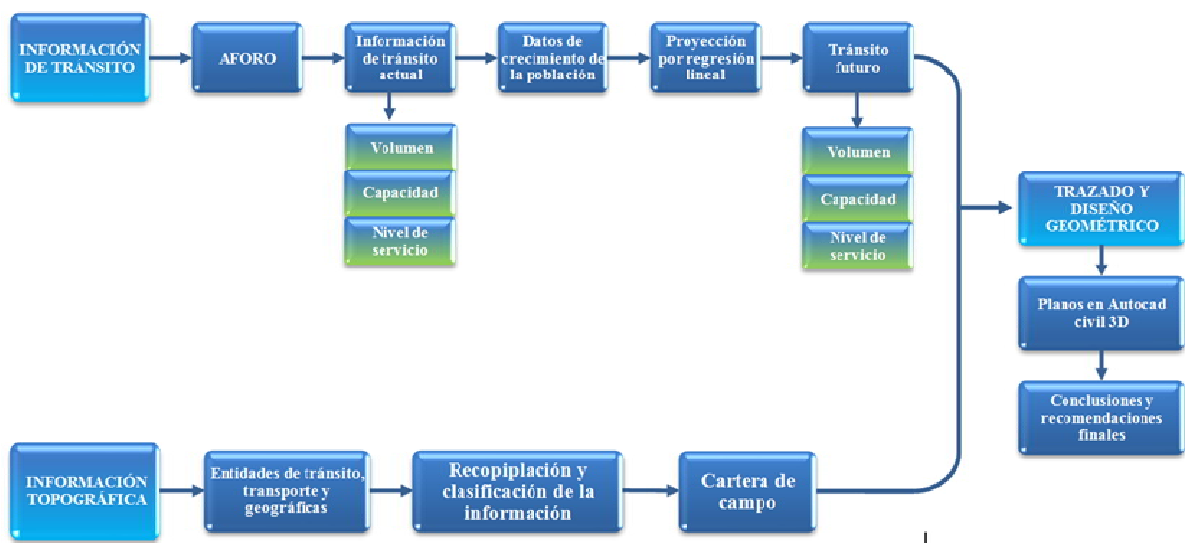 INFORMACIÓN
DE TRÁNSITO
AFORO
Información
de tránsito
actual
Datos de
crecimiento de
la población
Proyección
por regresión
lineal
Tránsito
futuro
Volumen
Capacidad
Nivel de
servicio
Volumen
Capacidad
Nivel de
servicio
TRAZADO Y
DISEÑO
GEOMÉTRICO
Planos en Autocad
civil 3D
Conclusiones y
recomendaciones
finales
INFORMACIÓN
TOPOGRÁFICA
Entidades de tránsito,
transporte y
geográficas
Recopiplación y
clasificación de la
información
Cartera de
campo